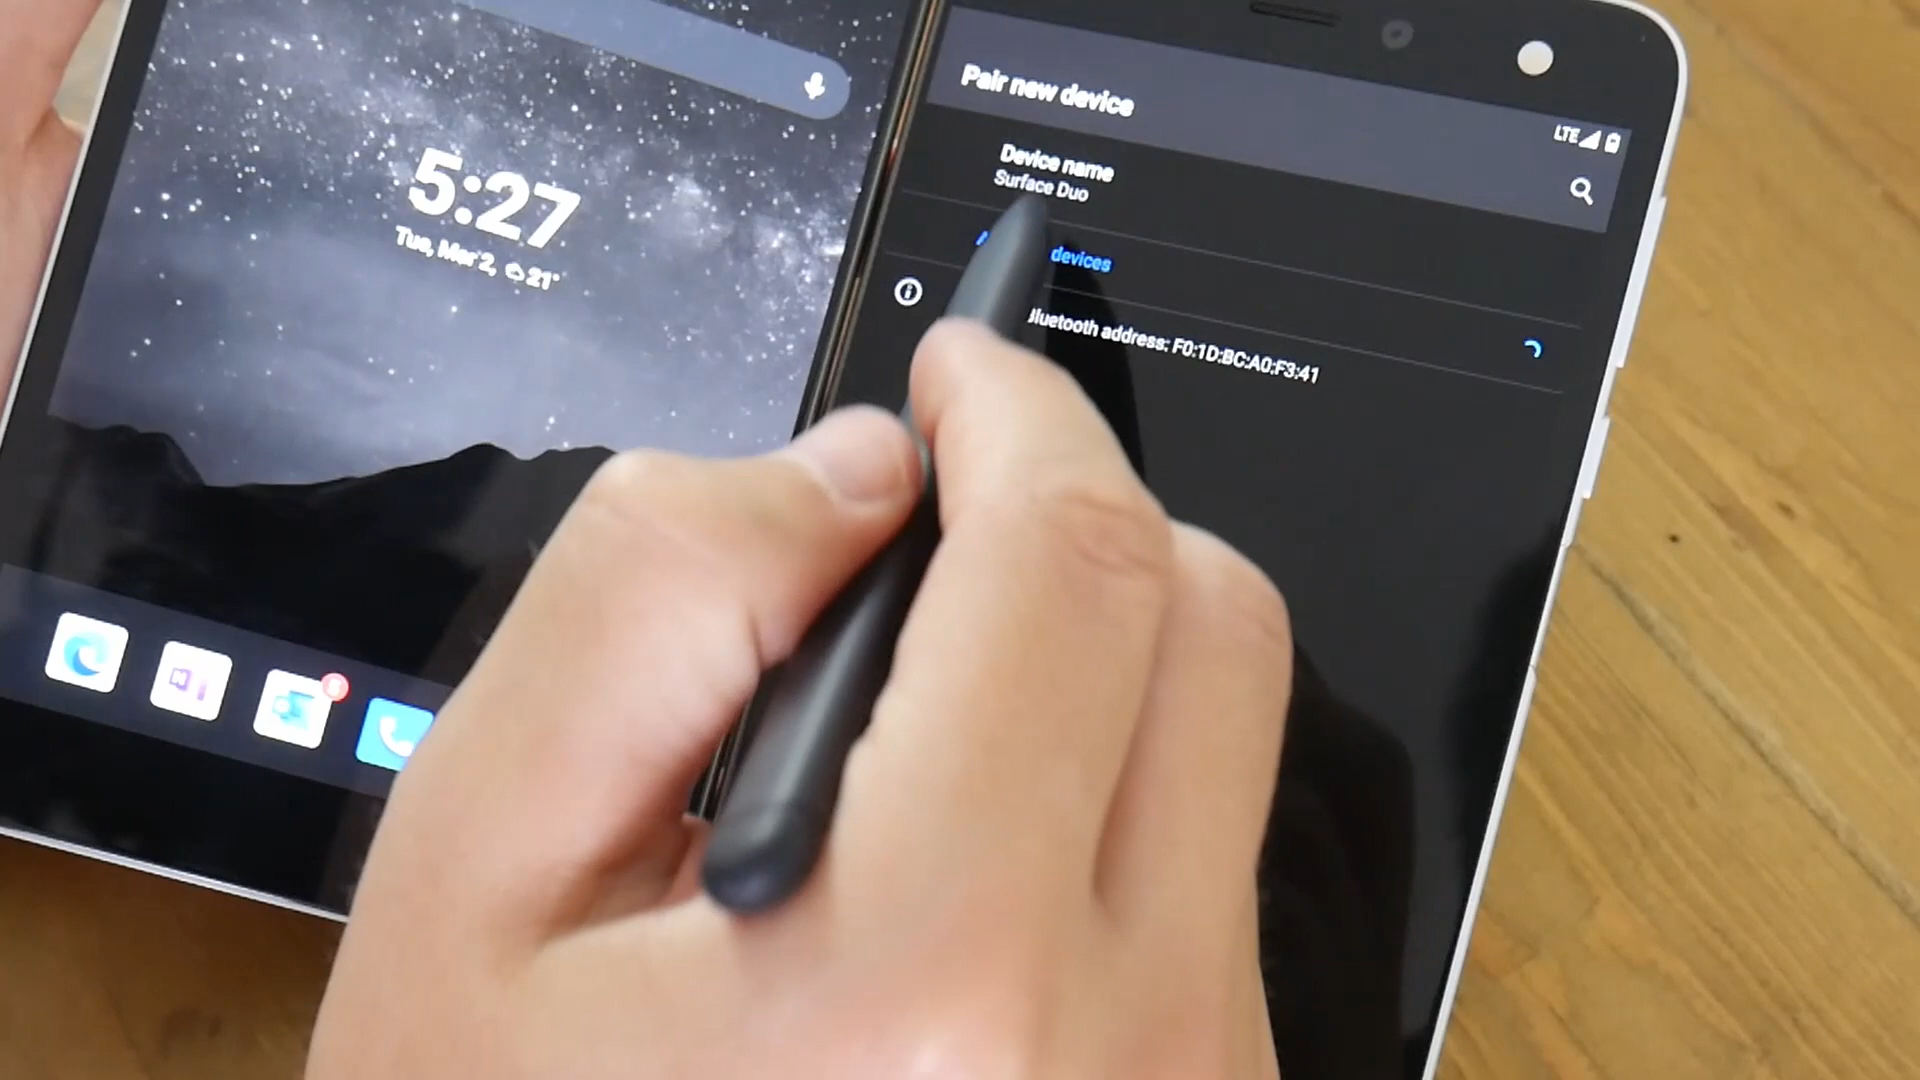 5:27
Tue, Mar 2, 21°
Pair new device
LTE
Device name
Surface Duo
devices
Bluetooth address: F0:1D:BC:A0:F3:41